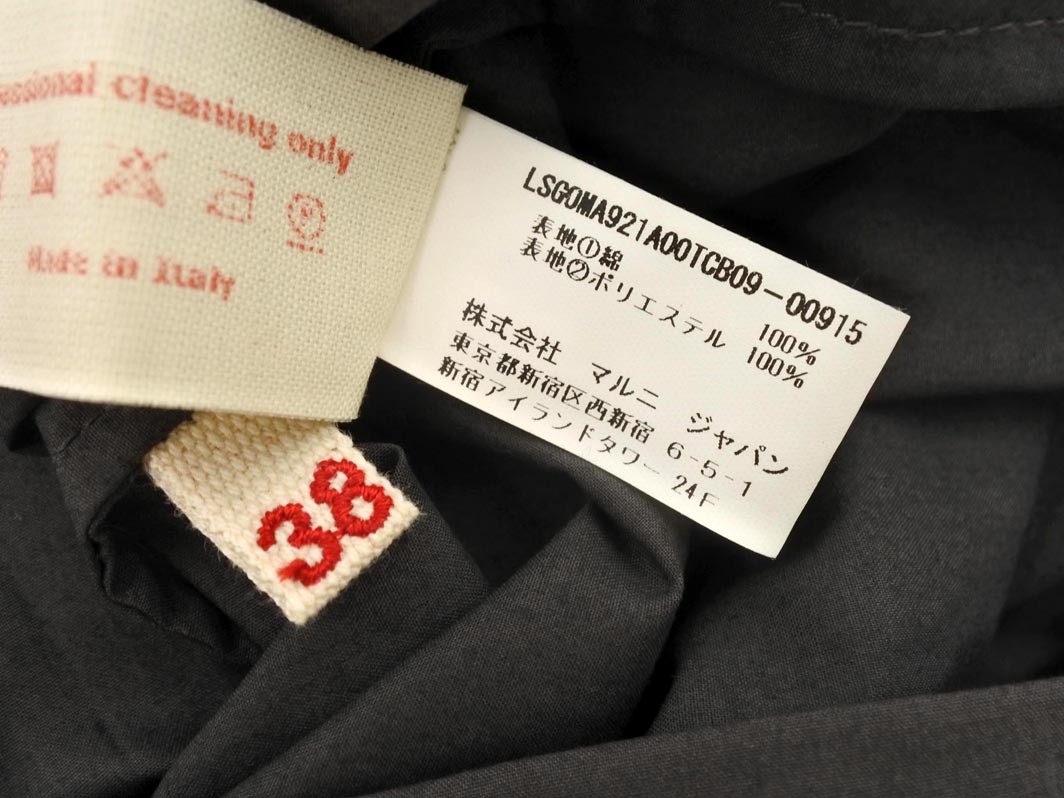 cleaning only
Made in Italy
38
LSGOMA921A00TCB09-00915
表地①綿 100%
表地②ポリエステル 100%
株式会社 マルニ ジャパン
東京都新宿区西新宿 6-5-1
新宿アイランドタワー 24F